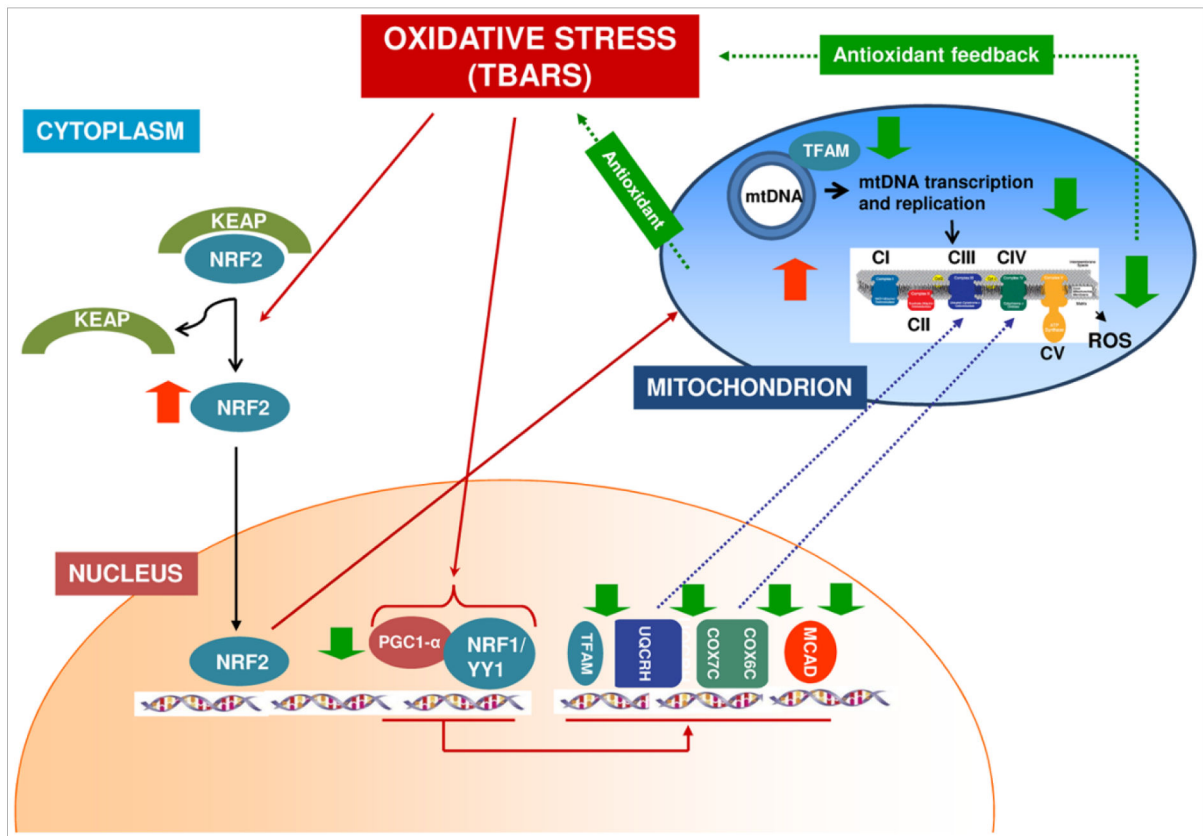 OXIDATIVE STRESS
(TBARS)
Antioxidant feedback
CYTOPLASM
Antioxidant
TFAM
mtDNA
mtDNA transcription
and replication
KEAP
NRF2
CI
CIII
CIV
CII
CV
ROS
KEAP
NRF2
MITOCHONDRION
NUCLEUS
NRF2
PGC1-α
NRF1/
YY1
TFAM
UQCRH
COX7C
COX6C
MCAD